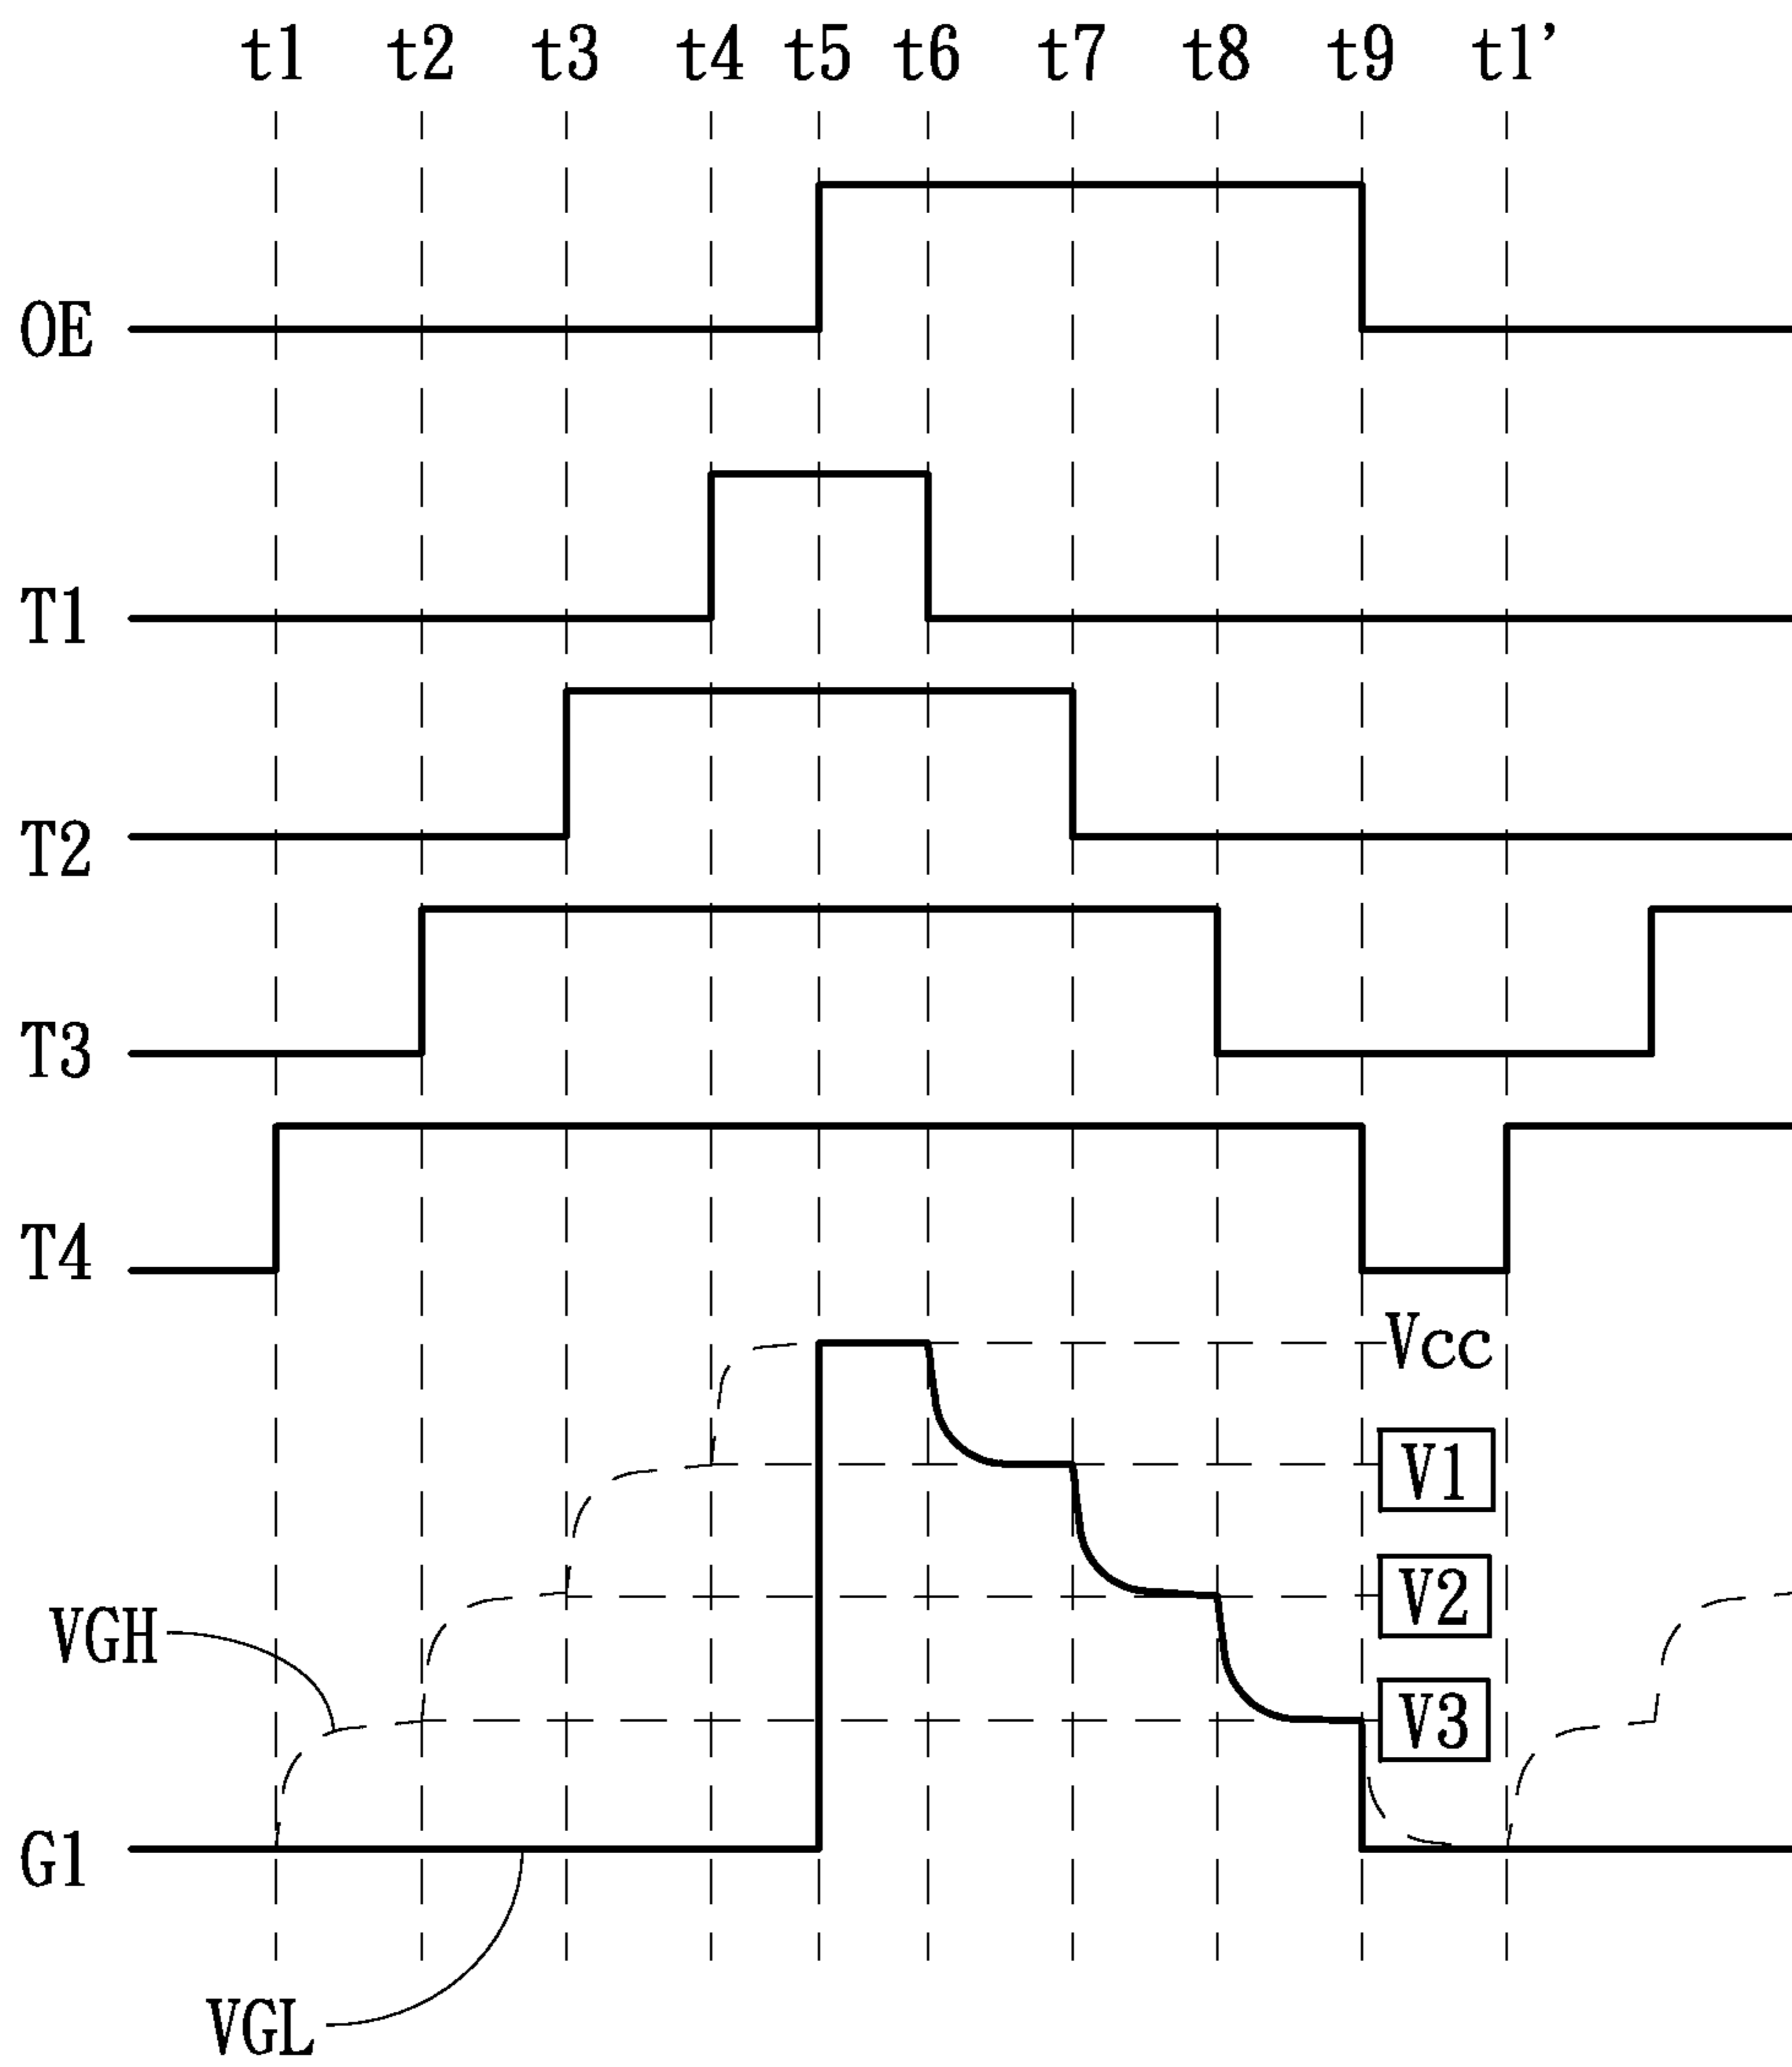 t1 t2 t3 t4 t5 t6 t7 t8 t9 t1’
OE
T1
T2
T3
T4
Vcc
V1
V2
VGH
V3
G1
VGL